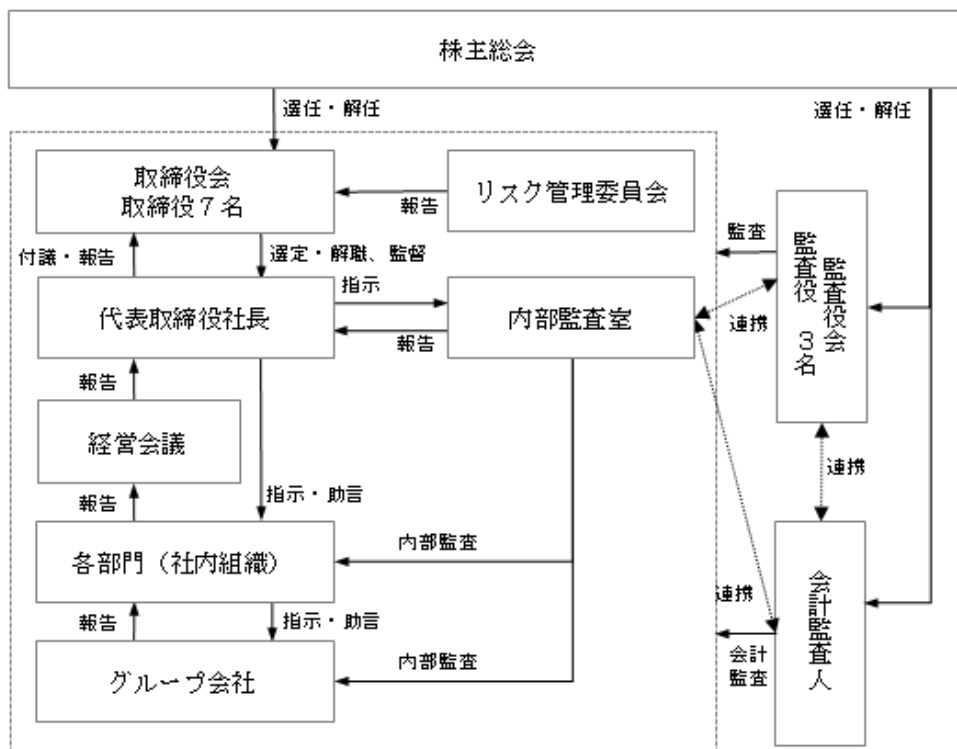 株主総会
選任・解任
選任・解任
取締役会
取締役7名
報告
リスク管理委員会
付議・報告
選定・解職、監督
監査
監査役会
監査役 3名
代表取締役社長
指示
報告
内部監査室
連携
報告
経営会議
連携
報告
指示・助言
各部門(社内組織)
内部監査
会計監査人
報告
指示・助言
連携
グループ会社
内部監査
会計
監査